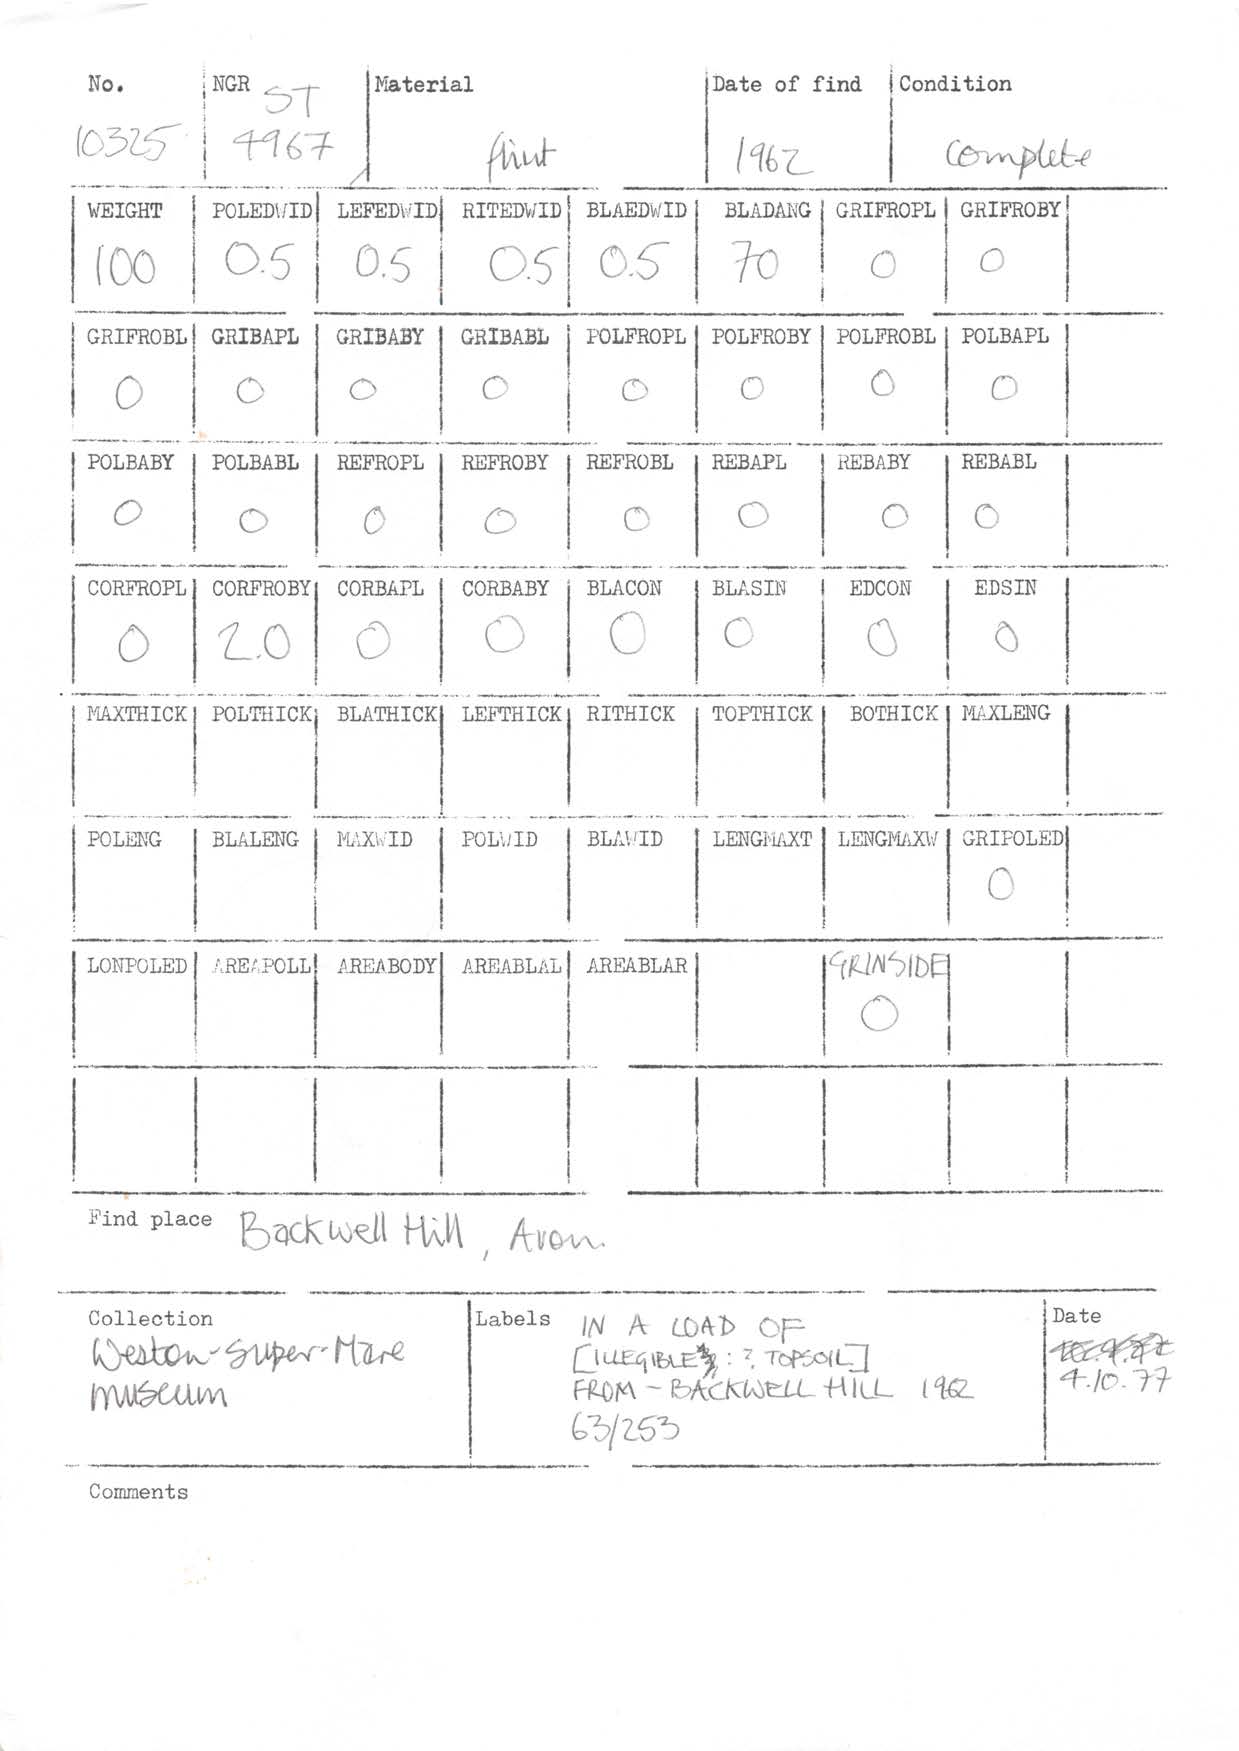 No. NGR Material Date of find Condition
ST
10325 4967 flint 1962 complete
WEIGHT POLEDWID LEFEDWID RITEDWID BLAEDWID BLADANG GRIFROPL GRIFROBY
100 0.5 0.5 0.5 0.5 70 0 0
GRIFROBL GRIBAPL GRIBABY GRIBABL POLFROPL POLFROBY POLFROBL POLBAPL
0 0 0 0 0 0 0 0
POLBABY POLBABL REFROPL REFROBY REFROBL REBAPL REBABY REBABL
0 0 0 0 0 0 0 0
CORFROPL CORFROBY CORBAPL CORBABY BLACON BLASIN EDCON EDSIN
0 2.0 0 0 0 0 0 0
MAXTHICK POLTHICK BLATHICK LEFTHICK RITHICK TOPTHICK BOTHICK MAXLENG
POLENG BLALENG MAXWID POLWID BLAWID LENGMAXT LENGMAXW GRIPOLED
0
LONPOLED AREAPOLL AREABODY AREABLAL AREABLAR GRINSIDE
0
Find place Backwell Hill, Avon.
Collection
Weston-Super-Mare
museum
Labels IN A LOAD OF
[ILLEGIBLE: ? TOPSOIL]
FROM - BACKWELL HILL 1962
63/253
Date
4.10.77
Comments